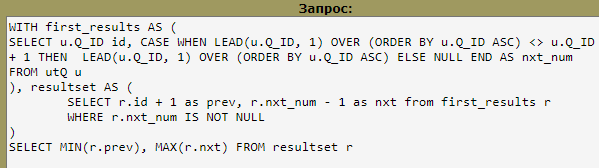 Запрос:
WITH first_results AS (
SELECT u.Q_ID id, CASE WHEN LEAD(u.Q_ID, 1) OVER (ORDER BY u.Q_ID ASC) <> u.Q_ID
+ 1 THEN  LEAD(u.Q_ID, 1) OVER (ORDER BY u.Q_ID ASC) ELSE NULL END AS nxt_num
FROM utQ u
), resultset AS (
        SELECT r.id + 1 as prev, r.nxt_num - 1 as nxt from first_results r
        WHERE r.nxt_num IS NOT NULL
)
SELECT MIN(r.prev), MAX(r.nxt) FROM resultset r